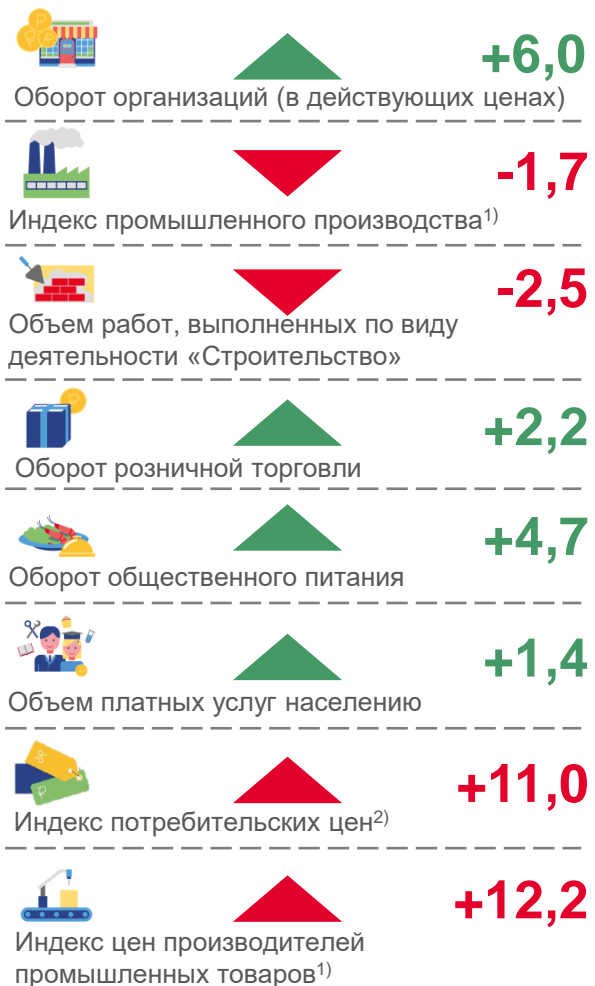 +6,0
Оборот организаций (в действующих ценах)
-1,7
Индекс промышленного производства1)
-2,5
Объем работ, выполненных по виду
деятельности «Строительство»
+2,2
Оборот розничной торговли
+4,7
Оборот общественного питания
+1,4
Объем платных услуг населению
+11,0
Индекс потребительских цен2)
+12,2
Индекс цен производителей
промышленных товаров1)